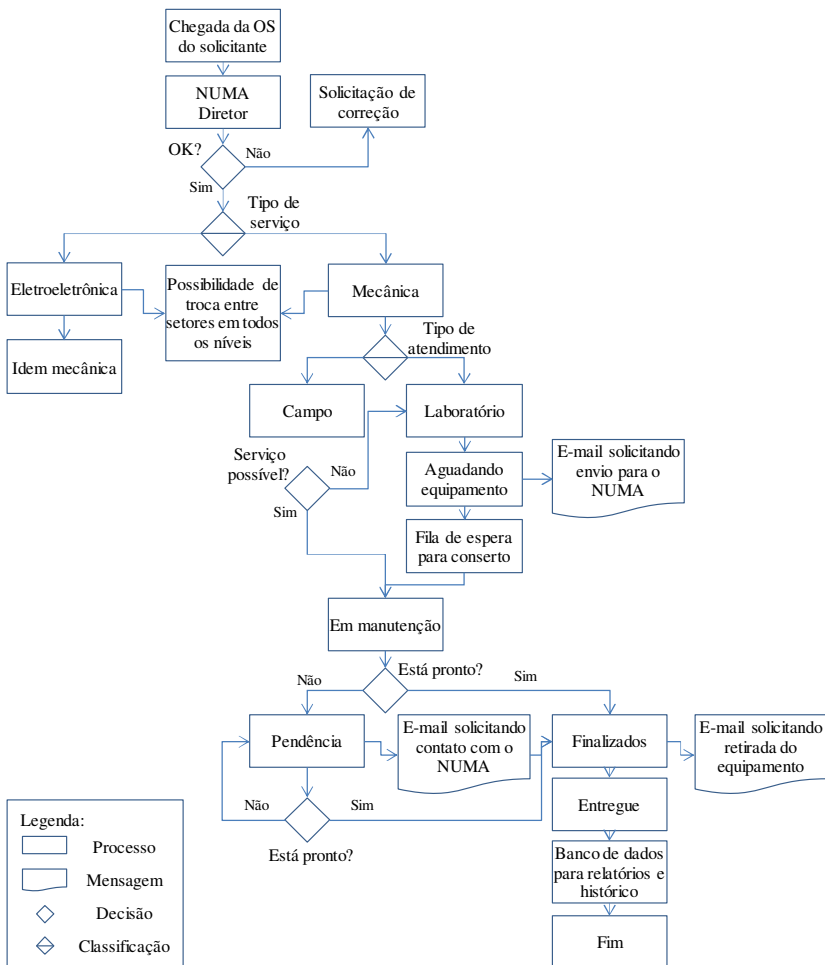 Chegada da OS
do solicitante
NUMA
Diretor
Solicitação de
correção
OK?
Não
Sim
Tipo de
serviço
Eletroeletrônica
Possibilidade de
troca entre
setores em todos
os níveis
Mecânica
Idem mecânica
Tipo de
atendimento
Campo
Laboratório
Serviço
possível?
Não
Sim
Aguadando
equipamento
E-mail solicitando
envio para o
NUMA
Fila de espera
para conserto
Em manutenção
Está pronto?
Não
Sim
Pendência
E-mail solicitando
contato com o
NUMA
Finalizados
E-mail solicitando
retirada do
equipamento
Não
Sim
Está pronto?
Entregue
Banco de dados
para relatórios e
histórico
Fim
Legenda:
Processo
Mensagem
Decisão
Classificação